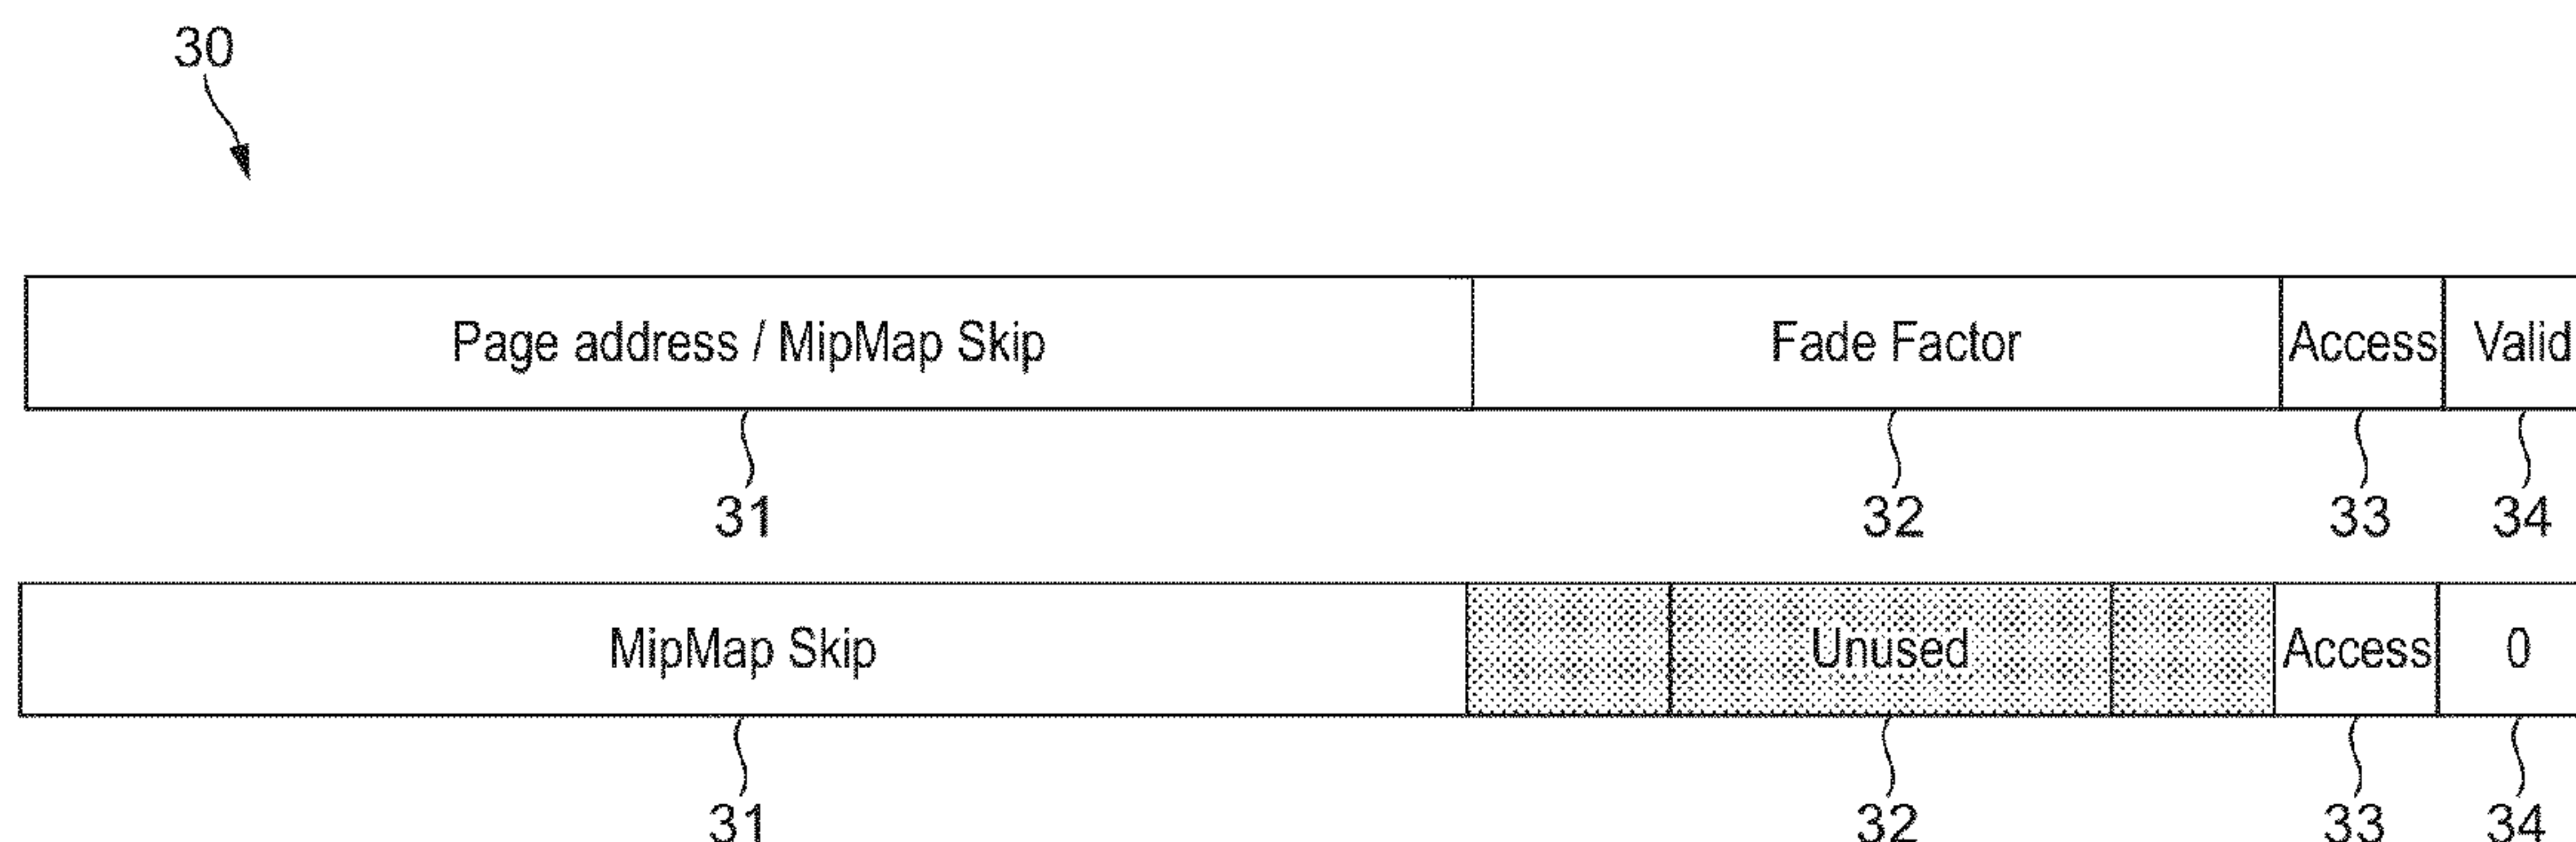 30
Page address / MipMap Skip Fade Factor Access Valid
31 32 33 34
MipMap Skip Unused Access 0
31 32 33 34